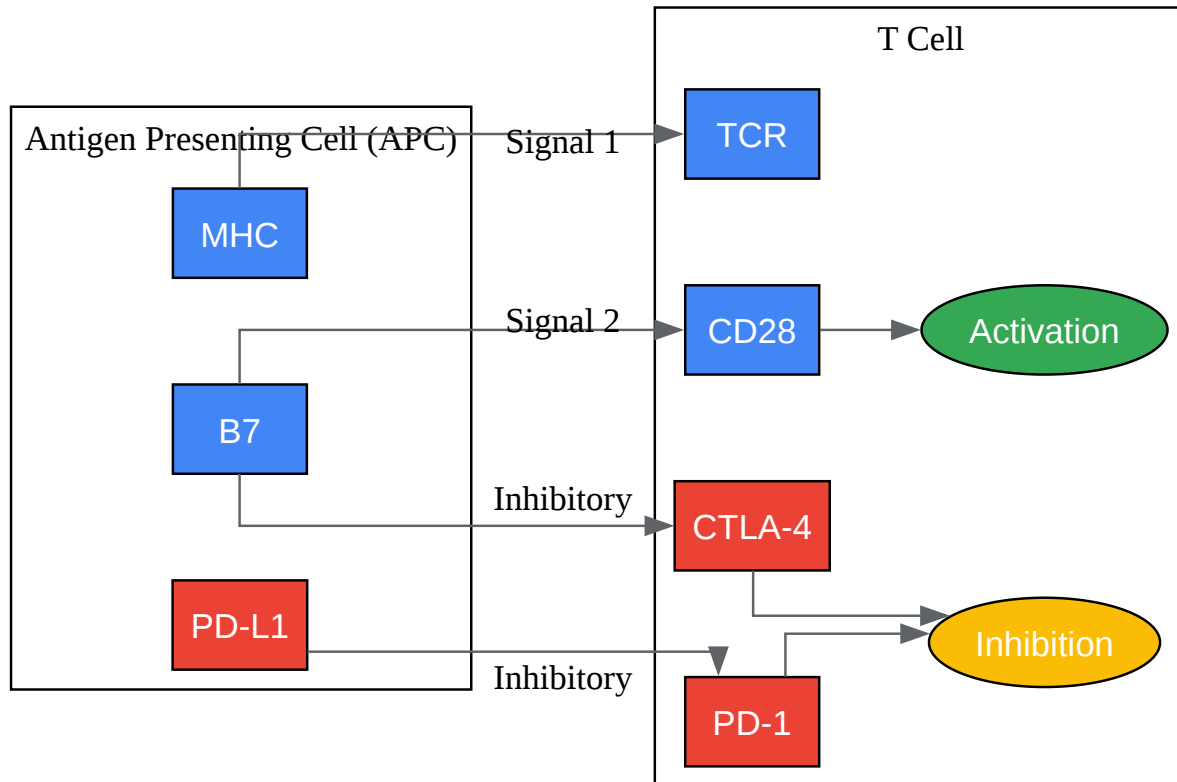 T Cell
Antigen Presenting Cell (APC)
Signal 1
TCR
MHC
Signal 2
CD28
Activation
B7
Inhibitory
CTLA-4
PD-L1
Inhibitory
Inhibition
PD-1